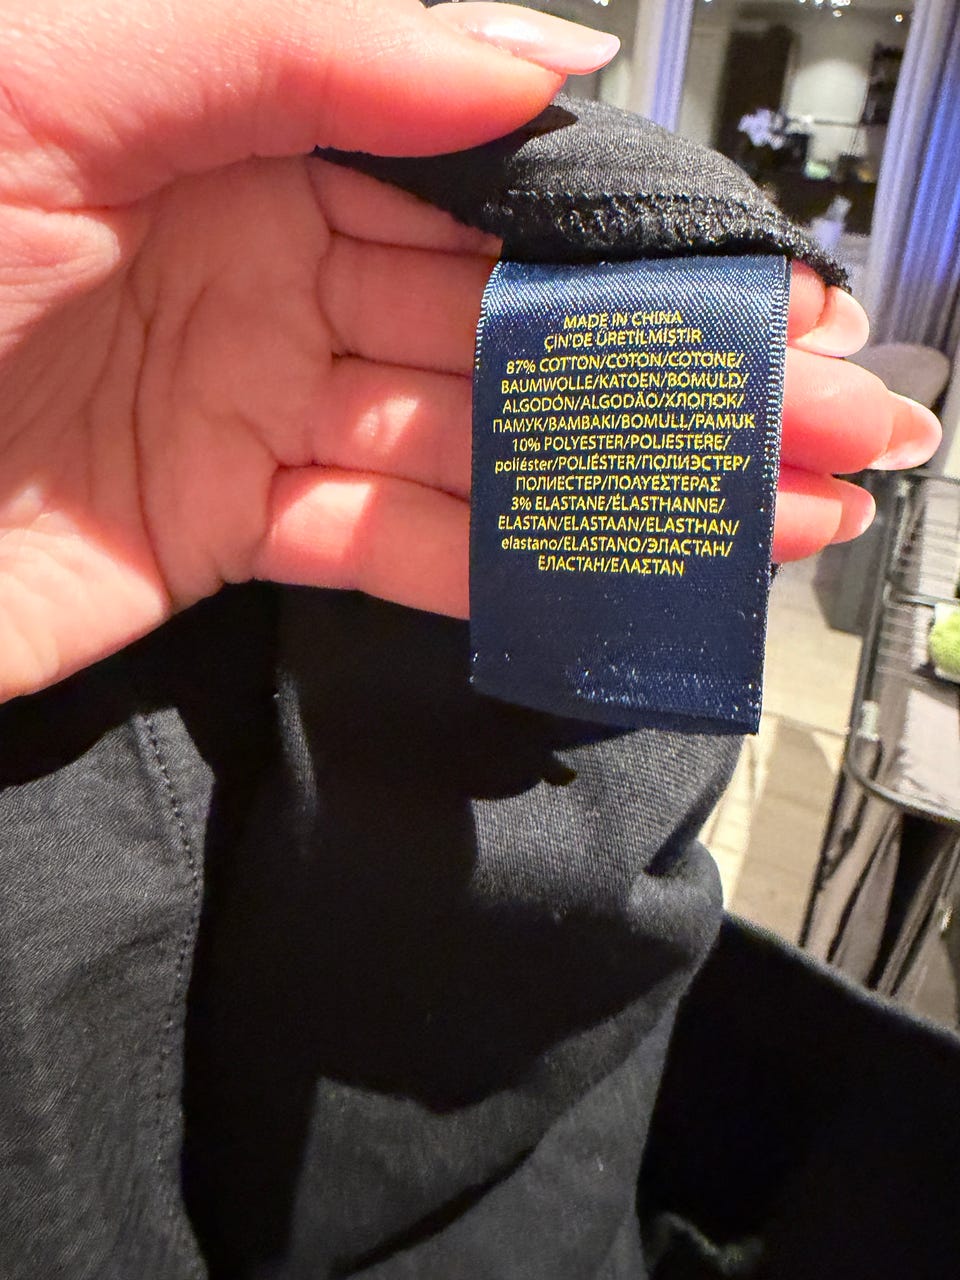 MADE IN CHINA
ÇİN'DE ÜRETİLMİŞTİR
87% COTTON/COTON/COTONE/
BAUMWOLLE/KATOEN/BOMULD/
ALGODÓN/ALGODÃO/ХЛОПОК/
ПАМУК/ΒΑΜΒΑΚΙ/BOMULL/PAMUK
10% POLYESTER/POLIESTERE/
poliéster/POLIÉSTER/ПОЛИЭСТЕР/
ПОЛИЕСТЕР/ΠΟΛΥΕΣΤΕΡΑΣ
3% ELASTANE/ÉLASTHANNE/
ELASTAN/ELASTAAN/ELASTHAN/
elastano/ELASTANO/ЭЛАСТАН/
ЕЛАСТАН/ΕΛΑΣΤΑΝ